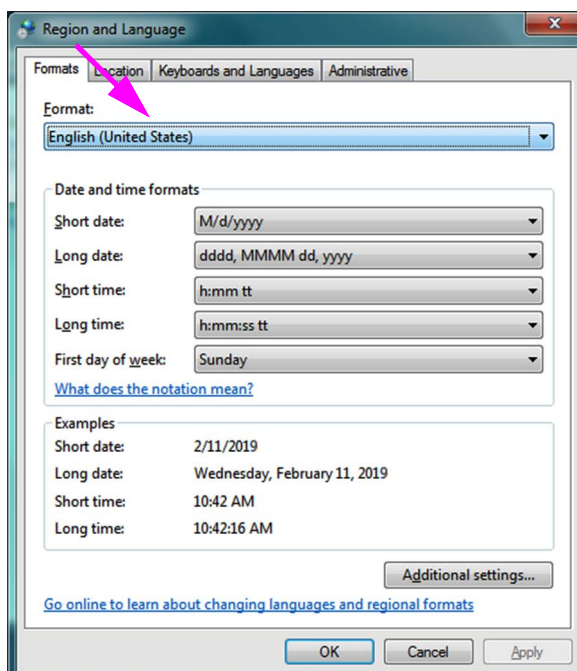 Region and Language
Formats Location Keyboards and Languages Administrative
Format:
English (United States)
Date and time formats
Short date: M/d/yyyy
Long date: dddd, MMMM dd, yyyy
Short time: h:mm tt
Long time: h:mm:ss tt
First day of week: Sunday
What does the notation mean?
Examples
Short date: 2/11/2019
Long date: Wednesday, February 11, 2019
Short time: 10:42 AM
Long time: 10:42:16 AM
Additional settings...
Go online to learn about changing languages and regional formats
OK Cancel Apply